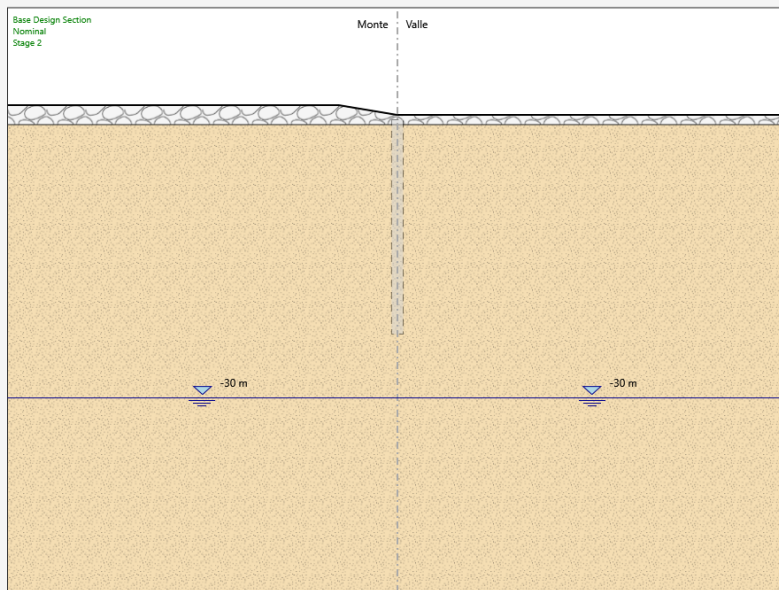 Base Design Section
Nominal
Stage 2
Monte Valle
-30 m -30 m